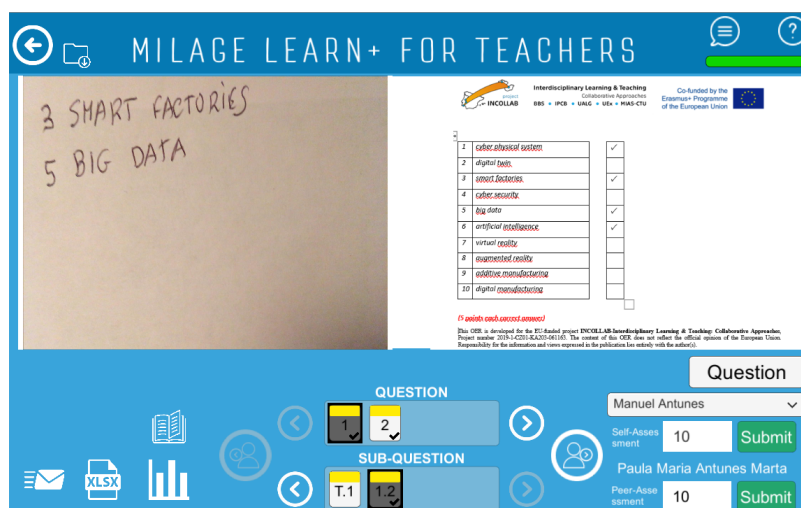 MILAGE LEARN+ FOR TEACHERS
?
3 SMART FACTORIES
5 BIG DATA
project
INCOLLAB
Interdisciplinary Learning & Teaching
Collaborative Approaches
BBS • IPCB • UALG • UEx • MIAS-CTU
Co-funded by the
Erasmus+ Programme
of the European Union
1 cyber physical system ✓
2 digital twin
3 smart factories ✓
4 cyber security
5 big data ✓
6 artificial intelligence ✓
7 virtual reality
8 augmented reality
9 additive manufacturing
10 digital manufacturing
(5 points each correct answer)
This OER is developed for the EU-funded project INCOLLAB-Interdisciplinary Learning & Teaching: Collaborative Approaches,
Project number 2019-1-CZ01-KA203-061163. The content of this OER does not reflect the official opinion of the European Union.
Responsibility for the information and views expressed in the publication lies entirely with the author(s).
Question
QUESTION
1 2
Manuel Antunes
Self-Asses
sment
10
Submit
SUB-QUESTION
T.1 1.2
Paula Maria Antunes Marta
Peer-Asse
ssment
10
Submit
XLSX